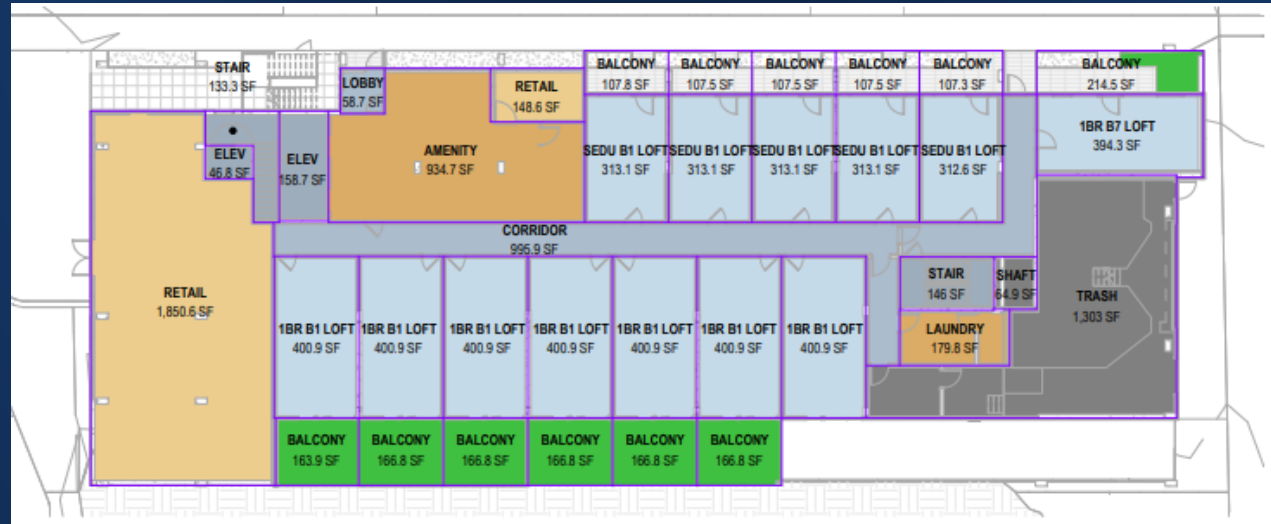 STAIR
133.3 SF
LOBBY
58.7 SF
RETAIL
148.6 SF
BALCONY
107.8 SF
BALCONY
107.5 SF
BALCONY
107.5 SF
BALCONY
107.5 SF
BALCONY
107.3 SF
BALCONY
214.5 SF
ELEV
46.8 SF
ELEV
158.7 SF
AMENITY
934.7 SF
SEDU B1 LOFT
313.1 SF
SEDU B1 LOFT
313.1 SF
SEDU B1 LOFT
313.1 SF
SEDU B1 LOFT
313.1 SF
SEDU B1 LOFT
312.6 SF
1BR B7 LOFT
394.3 SF
CORRIDOR
995.9 SF
RETAIL
1,850.6 SF
1BR B1 LOFT
400.9 SF
1BR B1 LOFT
400.9 SF
1BR B1 LOFT
400.9 SF
1BR B1 LOFT
400.9 SF
1BR B1 LOFT
400.9 SF
1BR B1 LOFT
400.9 SF
1BR B1 LOFT
400.9 SF
STAIR
146 SF
SHAFT
64.9 SF
TRASH
1,303 SF
LAUNDRY
179.8 SF
BALCONY
163.9 SF
BALCONY
166.8 SF
BALCONY
166.8 SF
BALCONY
166.8 SF
BALCONY
166.8 SF
BALCONY
166.8 SF